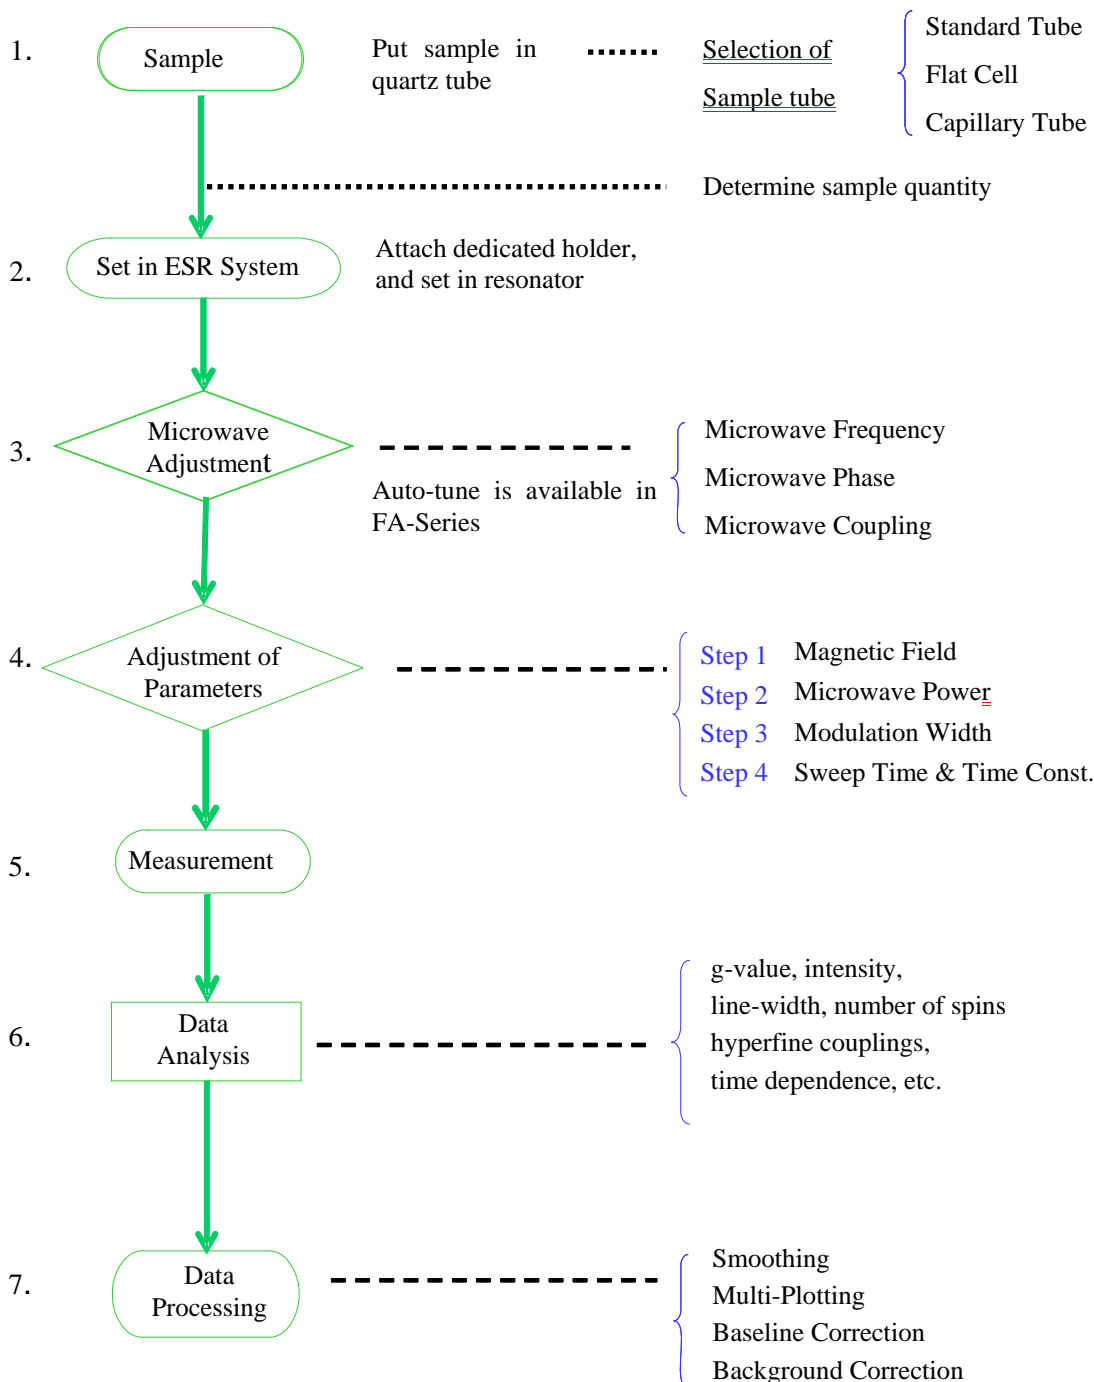 1.
Sample
Put sample in
quartz tube
Selection of
Sample tube
Standard Tube
Flat Cell
Capillary Tube
Determine sample quantity
2.
Set in ESR System
Attach dedicated holder,
and set in resonator
3.
Microwave
Adjustment
Auto-tune is available in
FA-Series
Microwave Frequency
Microwave Phase
Microwave Coupling
4.
Adjustment of
Parameters
Step 1 Magnetic Field
Step 2 Microwave Power
Step 3 Modulation Width
Step 4 Sweep Time & Time Const.
5.
Measurement
6.
Data
Analysis
g-value, intensity,
line-width, number of spins
hyperfine couplings,
time dependence, etc.
7.
Data
Processing
Smoothing
Multi-Plotting
Baseline Correction
Background Correction